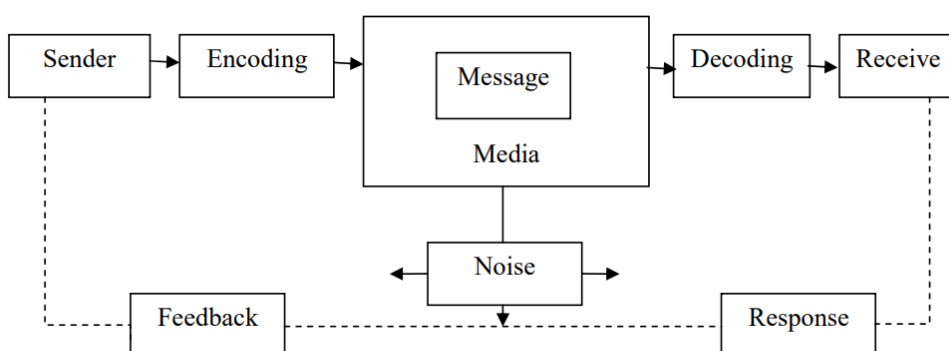 Sender
Encoding
Message
Media
Decoding
Receive
Noise
Feedback
Response